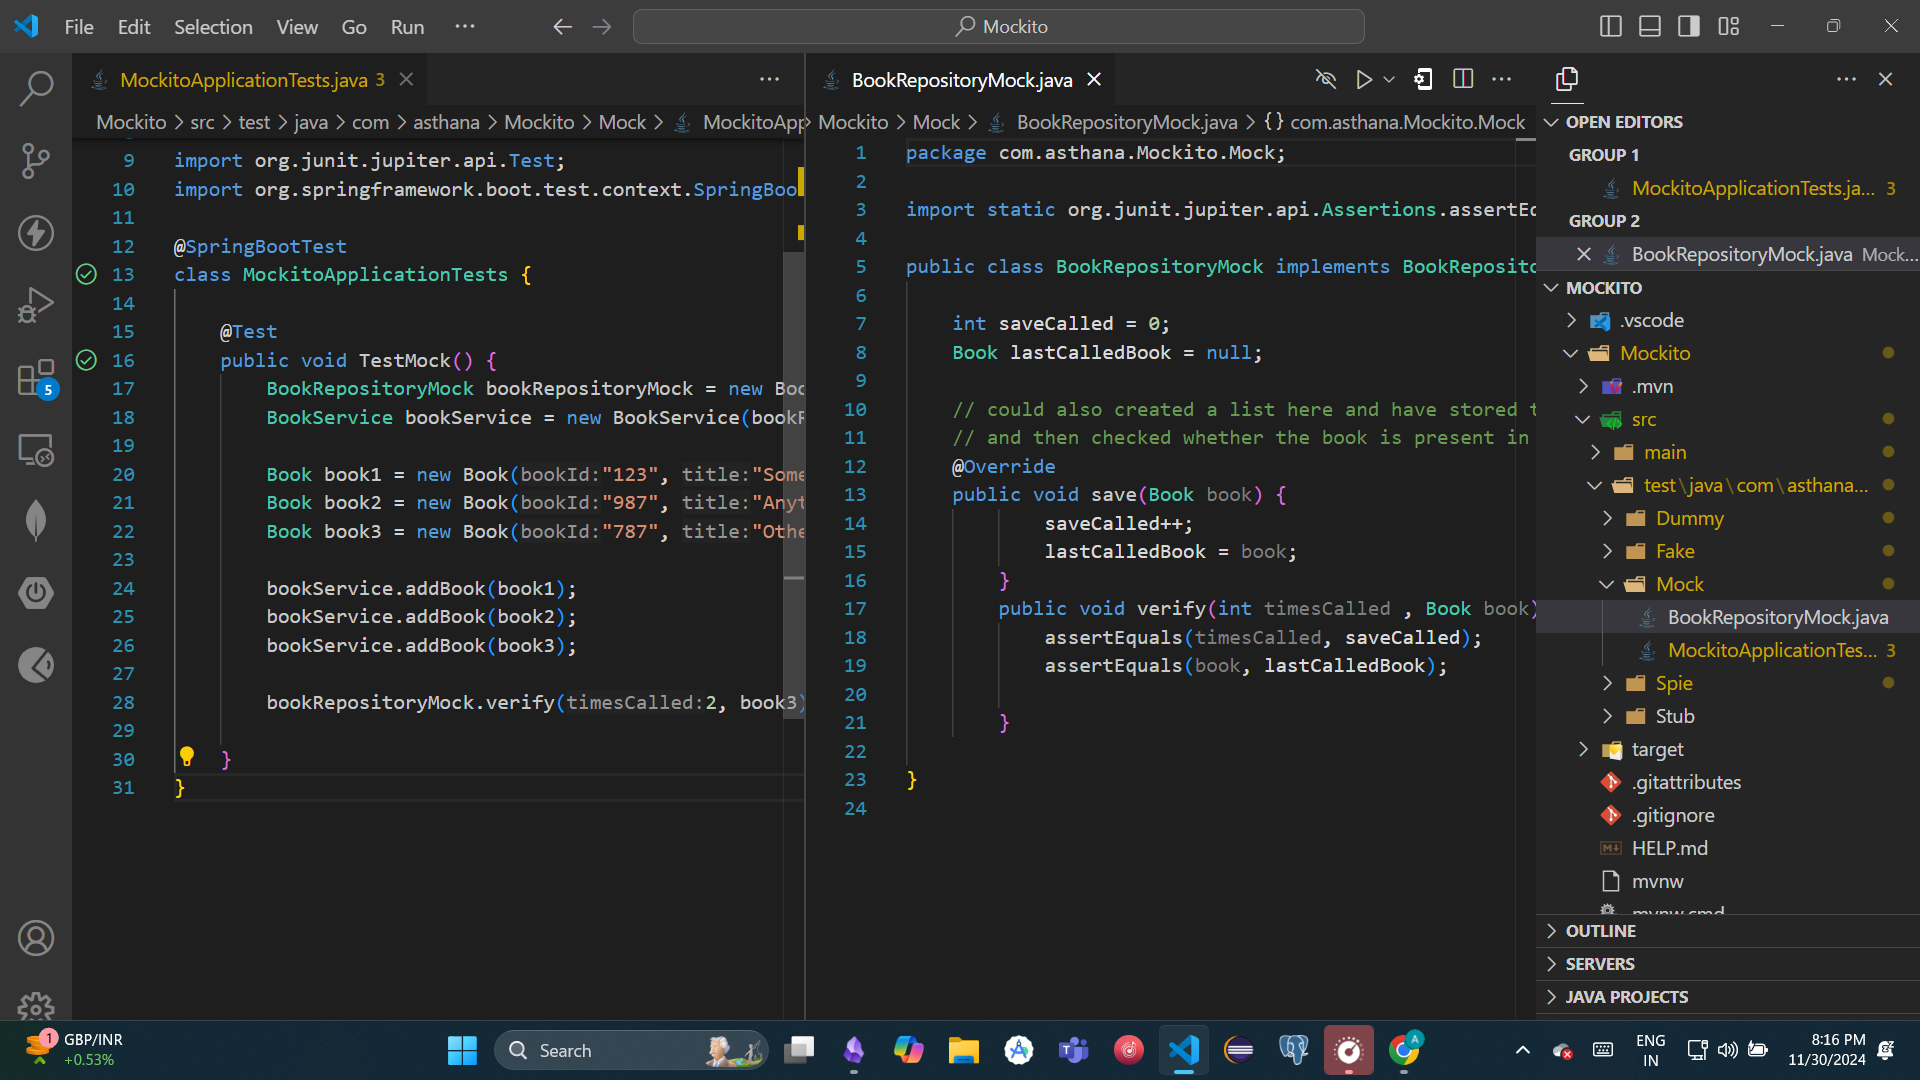 File Edit Selection View Go Run ···
Mockito
MockitoApplicationTests.java 3
Mockito > src > test > java > com > asthana > Mockito > Mock > MockitoApp
9 import org.junit.jupiter.api.Test;
10 import org.springframework.boot.test.context.SpringBoo
11
12 @SpringBootTest
13 class MockitoApplicationTests {
14
15 @Test
16 public void TestMock() {
17 BookRepositoryMock bookRepositoryMock = new Boo
18 BookService bookService = new BookService(bookR
19
20 Book book1 = new Book(bookId:"123", title:"Some
21 Book book2 = new Book(bookId:"987", title:"Anyt
22 Book book3 = new Book(bookId:"787", title:"Othe
23
24 bookService.addBook(book1);
25 bookService.addBook(book2);
26 bookService.addBook(book3);
27
28 bookRepositoryMock.verify(timesCalled:2, book3)
29
30 }
31 }
BookRepositoryMock.java
Mockito > Mock > BookRepositoryMock.java > {} com.asthana.Mockito.Mock
1 package com.asthana.Mockito.Mock;
2
3 import static org.junit.jupiter.api.Assertions.assertEq
4
5 public class BookRepositoryMock implements BookReposito
6
7 int saveCalled = 0;
8 Book lastCalledBook = null;
9
10 // could also created a list here and have stored t
11 // and then checked whether the book is present in
12 @Override
13 public void save(Book book) {
14 saveCalled++;
15 lastCalledBook = book;
16 }
17 public void verify(int timesCalled , Book book)
18 assertEquals(timesCalled, saveCalled);
19 assertEquals(book, lastCalledBook);
20
21 }
22
23 }
24
OPEN EDITORS
GROUP 1
MockitoApplicationTests.ja... 3
GROUP 2
BookRepositoryMock.java Mock...
MOCKITO
.vscode
Mockito
.mvn
src
main
test\java\com\asthana...
Dummy
Fake
Mock
BookRepositoryMock.java
MockitoApplicationTes... 3
Spie
Stub
target
.gitattributes
.gitignore
HELP.md
mvnw
mvnw.cmd
OUTLINE
SERVERS
JAVA PROJECTS
5
1
GBP/INR
+0.53%
Search
A
ENG
IN
8:16 PM
11/30/2024